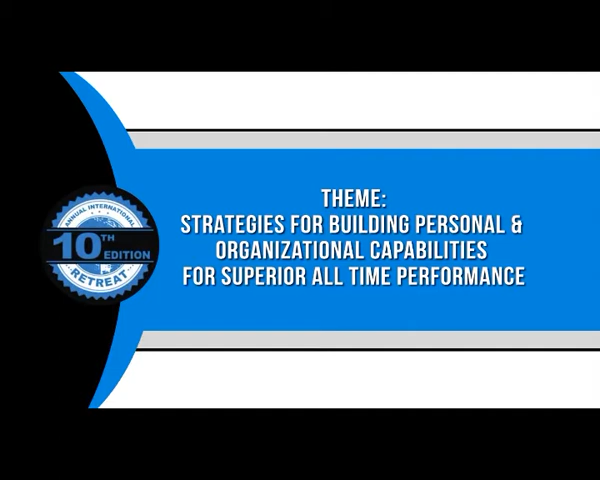 ANNUAL INTERNATIONAL
10TH EDITION
RETREAT
THEME:
STRATEGIES FOR BUILDING PERSONAL &
ORGANIZATIONAL CAPABILITIES
FOR SUPERIOR ALL TIME PERFORMANCE